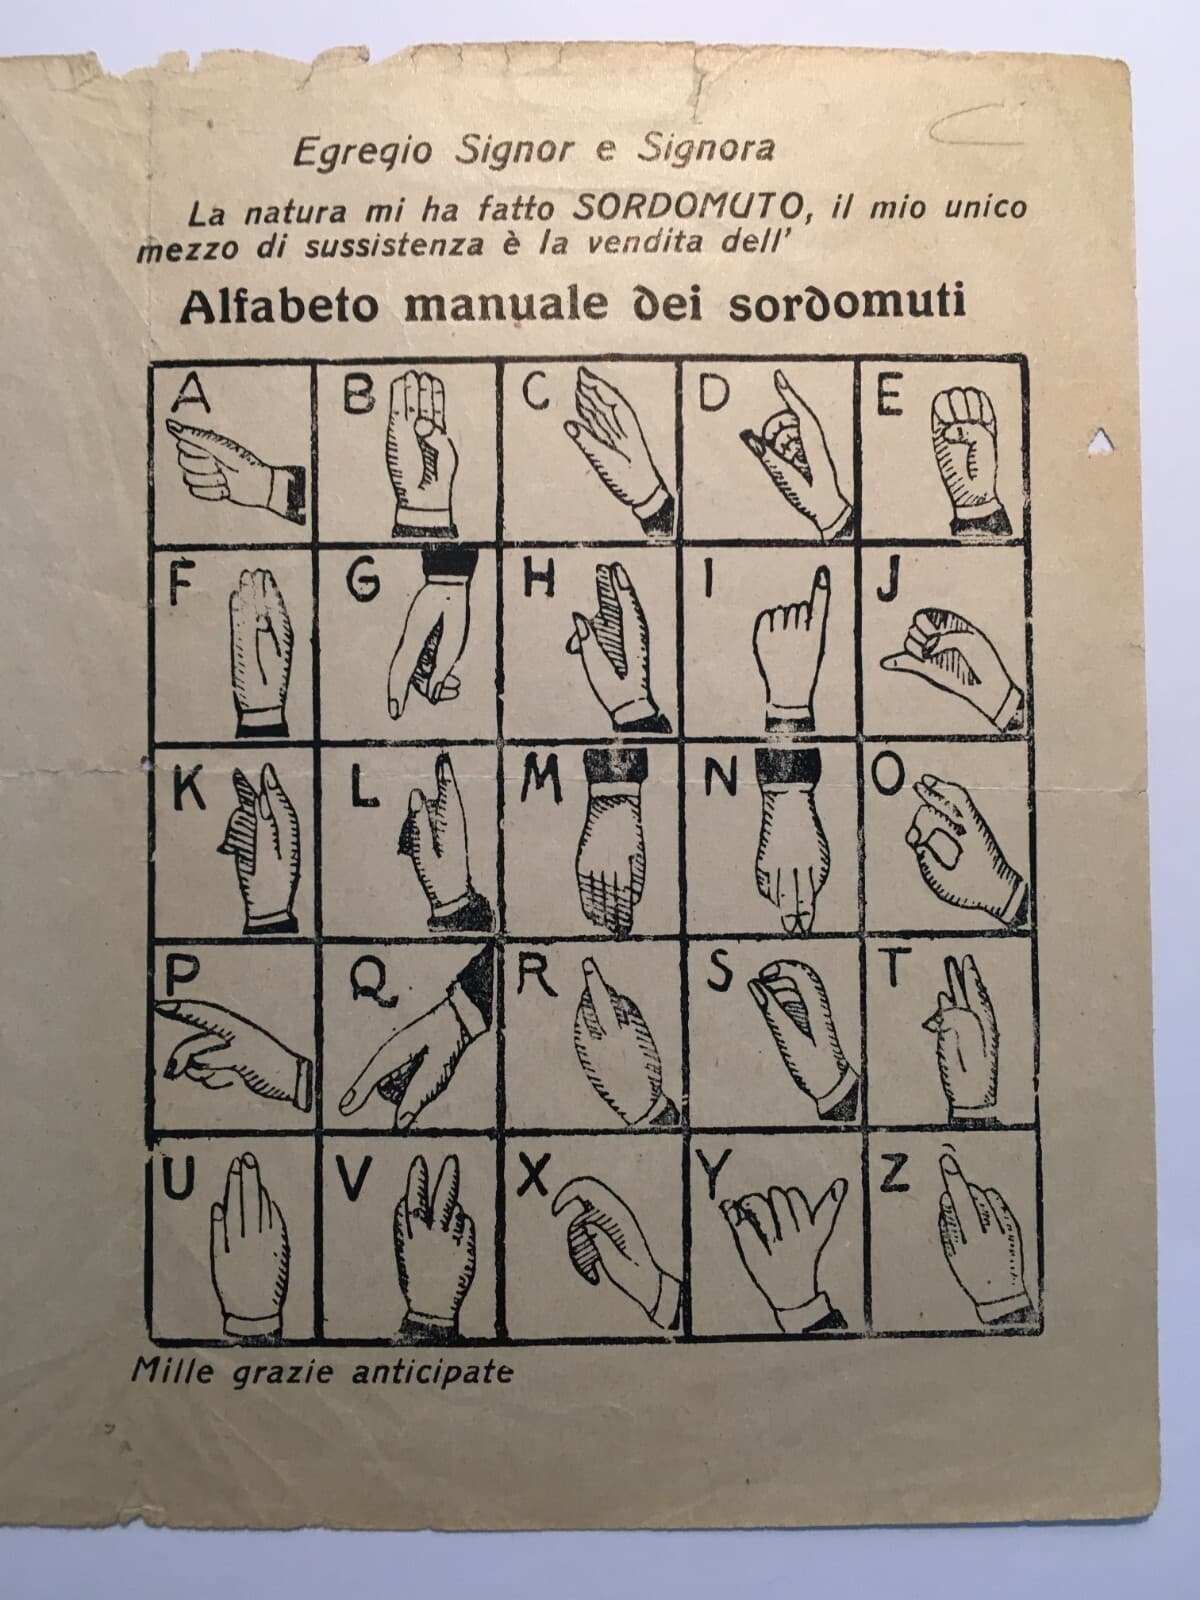 Egregio Signor e Signora
La natura mi ha fatto SORDOMUTO, il mio unico
mezzo di sussistenza è la vendita dell'
Alfabeto manuale dei sordomuti
A B C D E
F G H I J
K L M N O
P Q R S T
U V X Y Z
Mille grazie anticipate